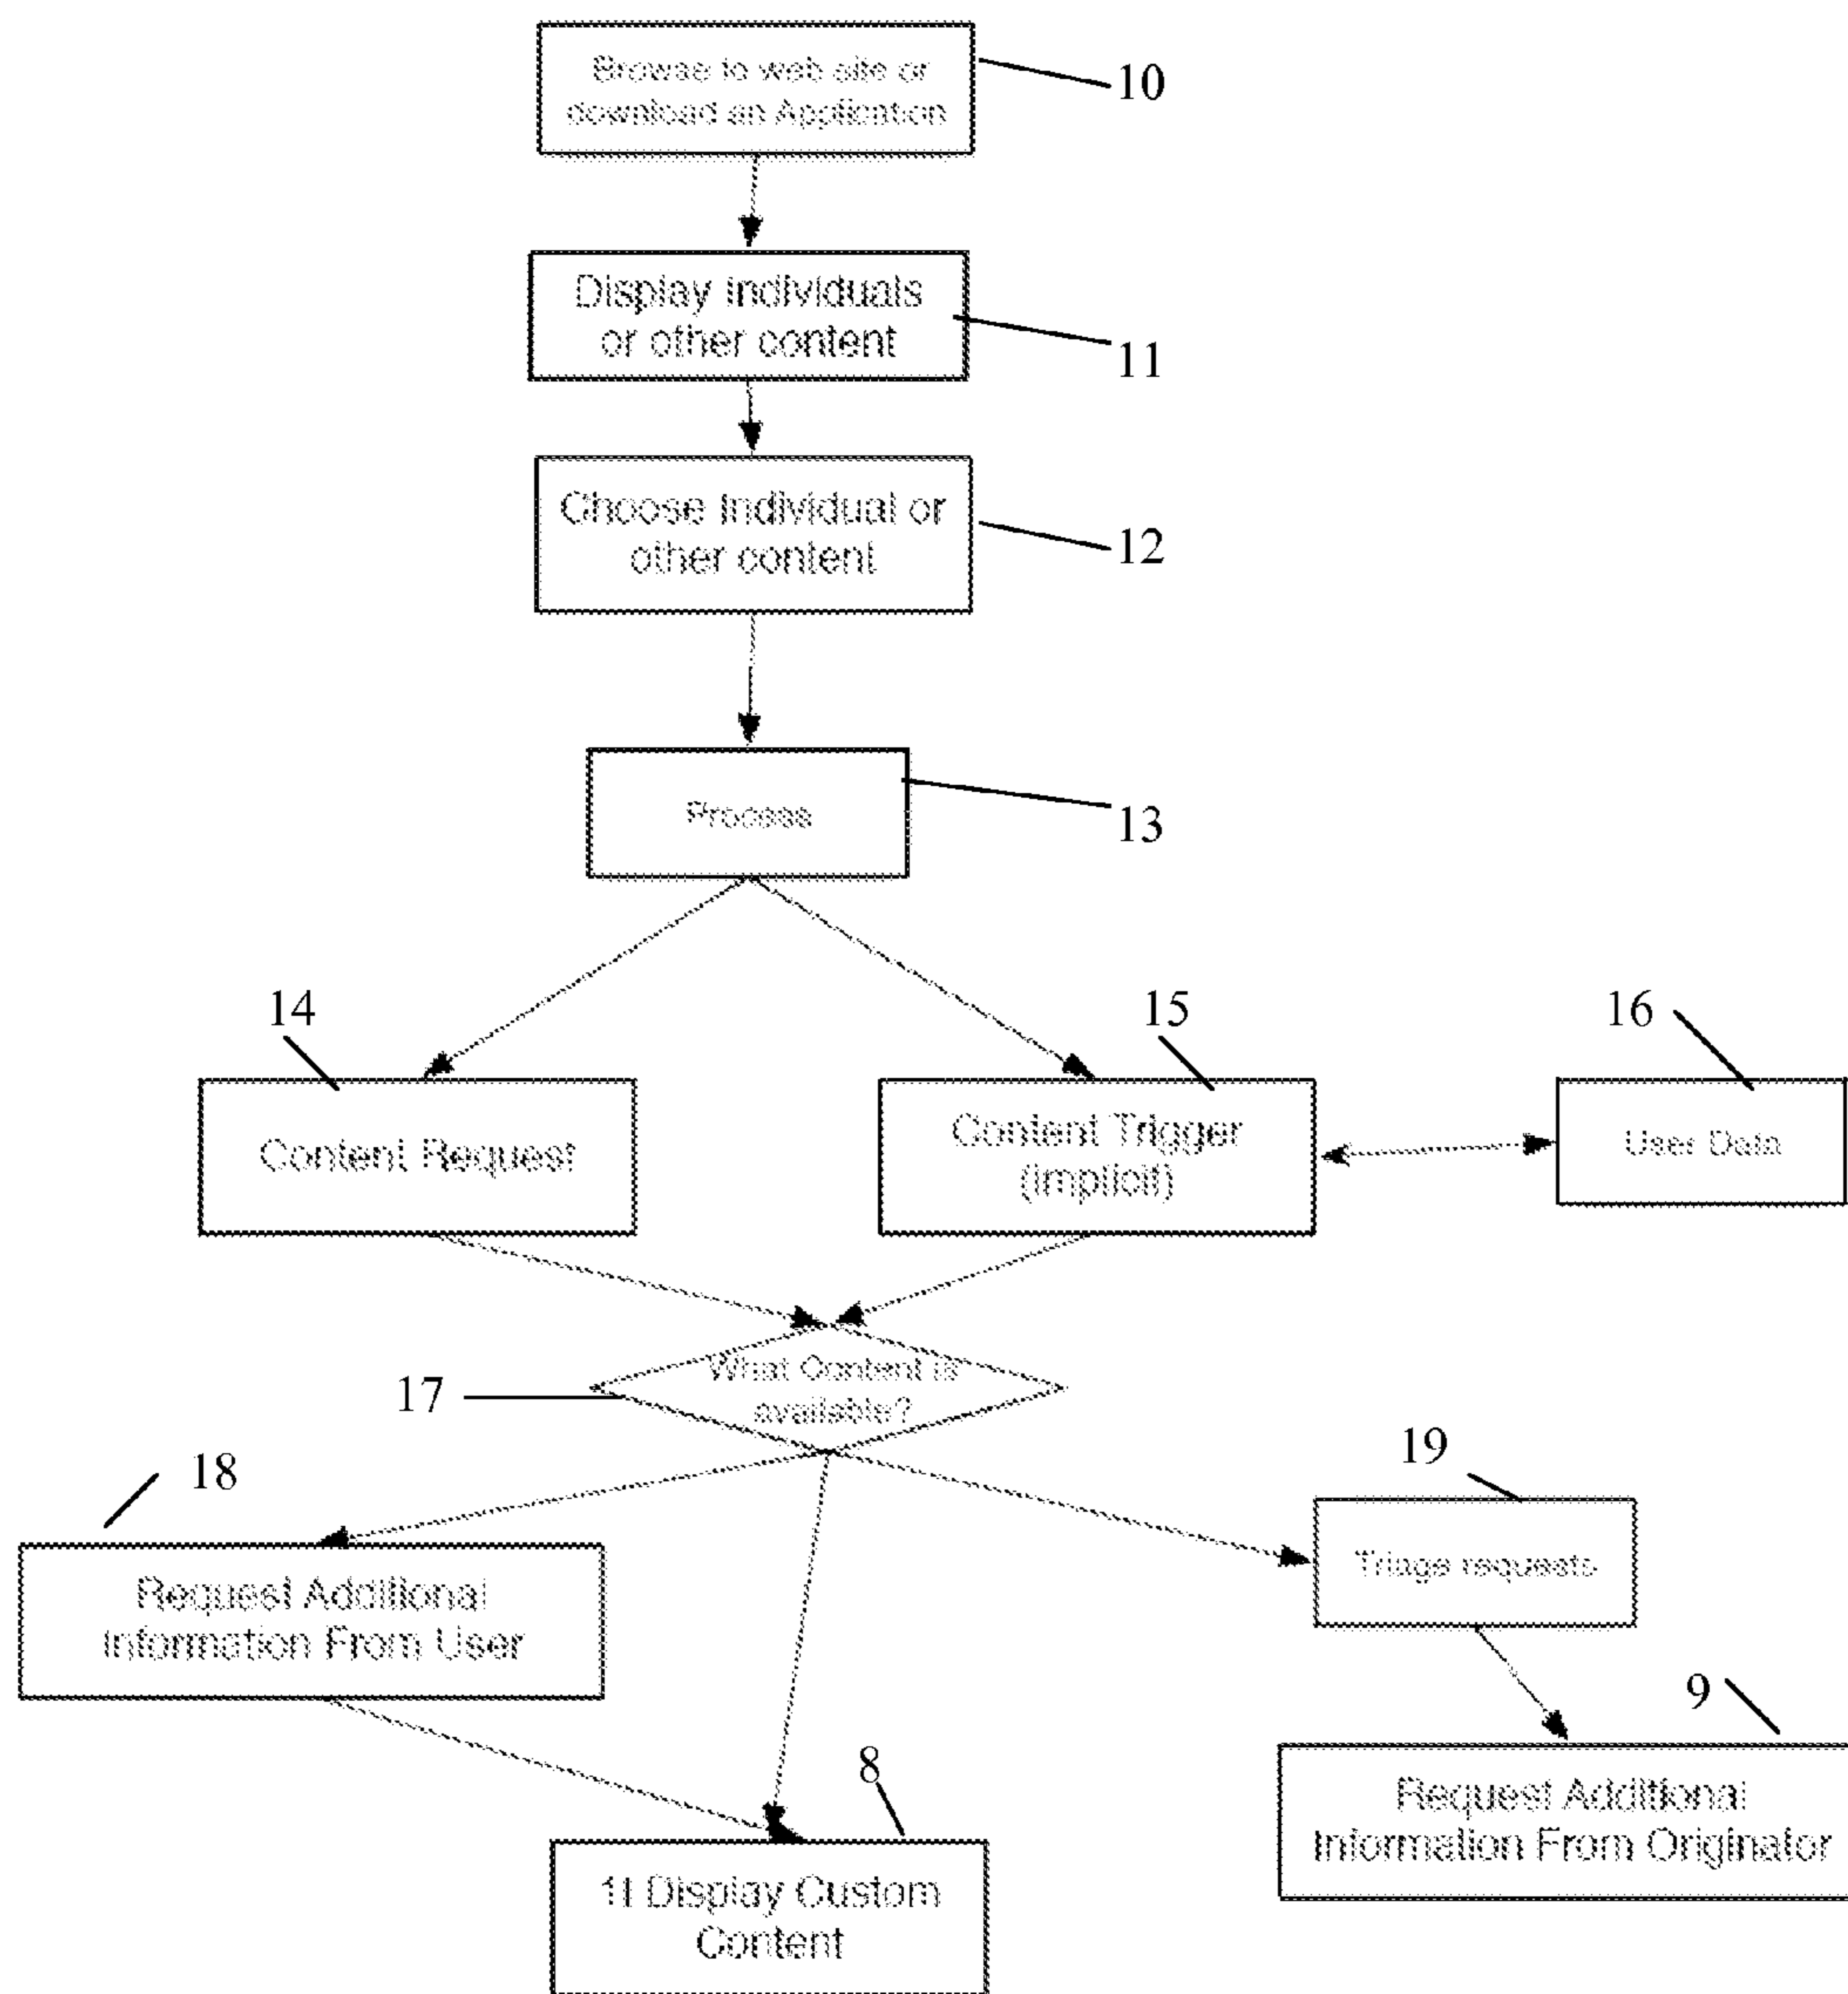 Browse to web site or
download an Application
10
Display individuals
or other content
11
Choose Individual or
other content
12
Process
13
14
15
16
Content Request
Content Trigger
(implicit)
User Data
What Content is
available?
17
18
19
Request Additional
Information From User
Triage requests
9
8
Request Additional
Information From Originator
1I Display Custom
Content